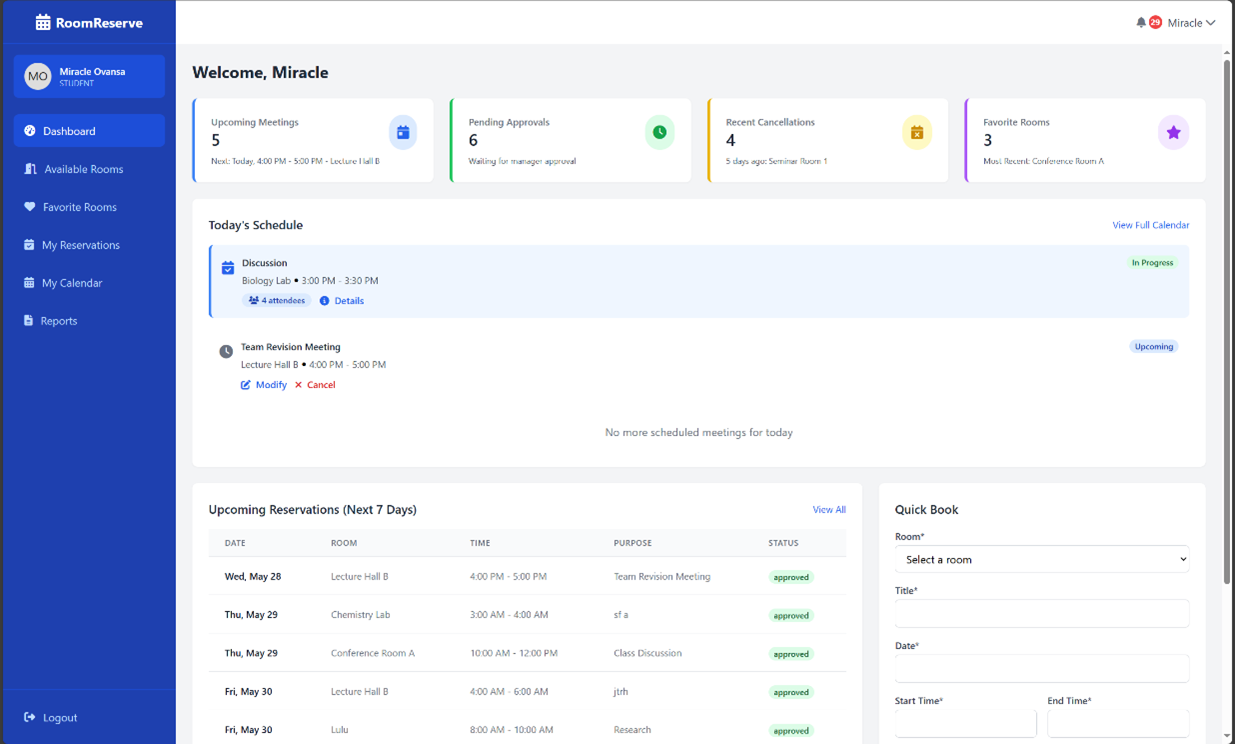 RoomReserve
29 Miracle
MO Miracle Ovansa
STUDENT
Dashboard
Available Rooms
Favorite Rooms
My Reservations
My Calendar
Reports
Logout
Welcome, Miracle
Upcoming Meetings
5
Next: Today, 4:00 PM - 5:00 PM - Lecture Hall B
Pending Approvals
6
Waiting for manager approval
Recent Cancellations
4
5 days ago: Seminar Room 1
Favorite Rooms
3
Most Recent: Conference Room A
Today's Schedule
View Full Calendar
Discussion
In Progress
Biology Lab • 3:00 PM - 3:30 PM
4 attendees Details
Team Revision Meeting
Upcoming
Lecture Hall B • 4:00 PM - 5:00 PM
Modify Cancel
No more scheduled meetings for today
Upcoming Reservations (Next 7 Days)
View All
DATE ROOM TIME PURPOSE STATUS
Wed, May 28 Lecture Hall B 4:00 PM - 5:00 PM Team Revision Meeting approved
Thu, May 29 Chemistry Lab 3:00 AM - 4:00 AM sf a approved
Thu, May 29 Conference Room A 10:00 AM - 12:00 PM Class Discussion approved
Fri, May 30 Lecture Hall B 4:00 AM - 6:00 AM jtrh approved
Fri, May 30 Lulu 8:00 AM - 10:00 AM Research approved
Quick Book
Room*
Select a room
Title*
Date*
Start Time* End Time*